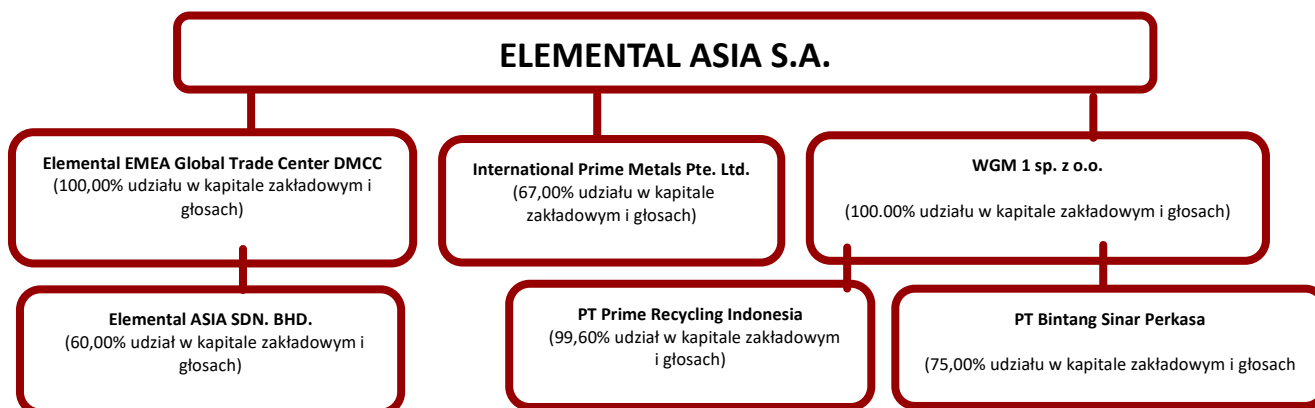 ELEMENTAL ASIA S.A.
Elemental EMEA Global Trade Center DMCC
(100,00% udziału w kapitale zakładowym i
głosach)
International Prime Metals Pte. Ltd.
(67,00% udziału w kapitale
zakładowym i głosach)
WGM 1 sp. z o.o.
(100.00% udziału w kapitale zakładowym i głosach)
Elemental ASIA SDN. BHD.
(60,00% udział w kapitale zakładowym i
głosach)
PT Prime Recycling Indonesia
(99,60% udział w kapitale zakładowym
i głosach)
PT Bintang Sinar Perkasa
(75,00% udziału w kapitale zakładowym i głosach